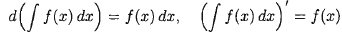 d(∫ f(x) dx) = f(x) dx, (∫ f(x) dx)′ = f(x)